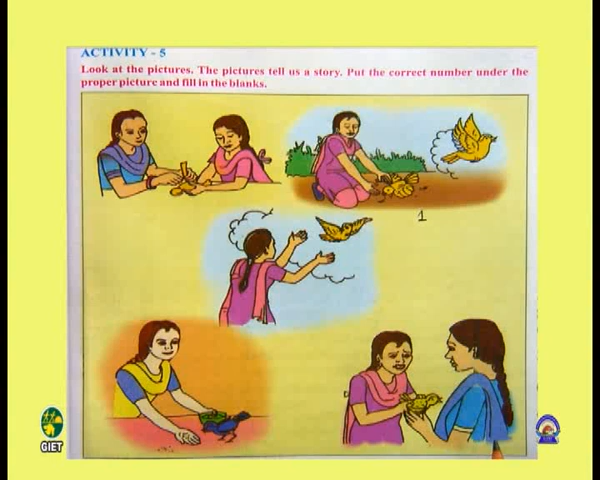 ACTIVITY - 5
Look at the pictures. The pictures tell us a story. Put the correct number under the
proper picture and fill in the blanks.
1
GIET